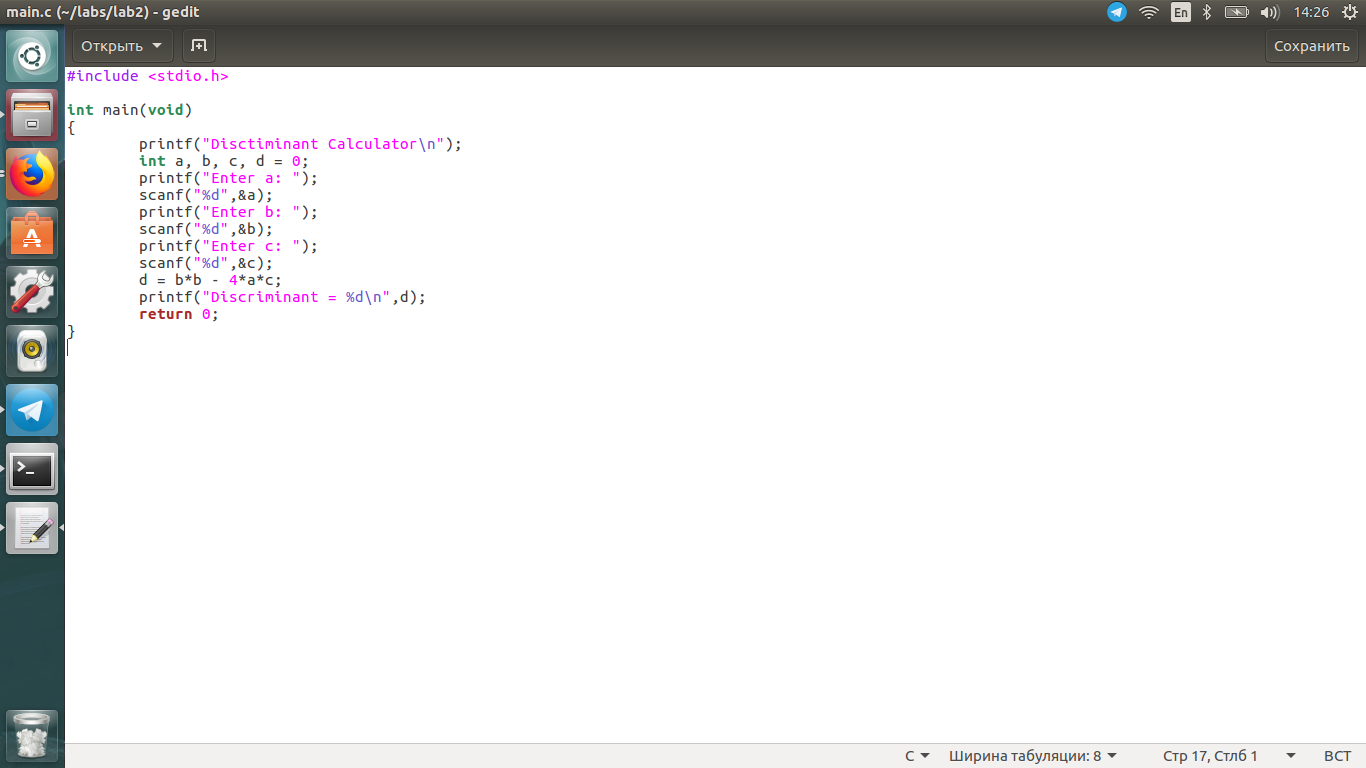 main.c (~/labs/lab2) - gedit
En
14:26
Открыть
Сохранить
#include <stdio.h>
int main(void)
{
printf("Disctiminant Calculator\n");
int a, b, c, d = 0;
printf("Enter a: ");
scanf("%d",&a);
printf("Enter b: ");
scanf("%d",&b);
printf("Enter c: ");
scanf("%d",&c);
d = b*b - 4*a*c;
printf("Discriminant = %d\n",d);
return 0;
}
C
Ширина табуляции: 8
Стр 17, Стлб 1
ВСТ